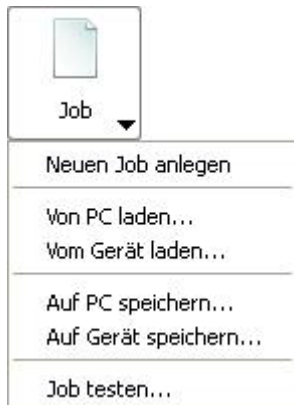 Job
Neuen Job anlegen
Von PC laden...
Vom Gerät laden...
Auf PC speichern...
Auf Gerät speichern...
Job testen...